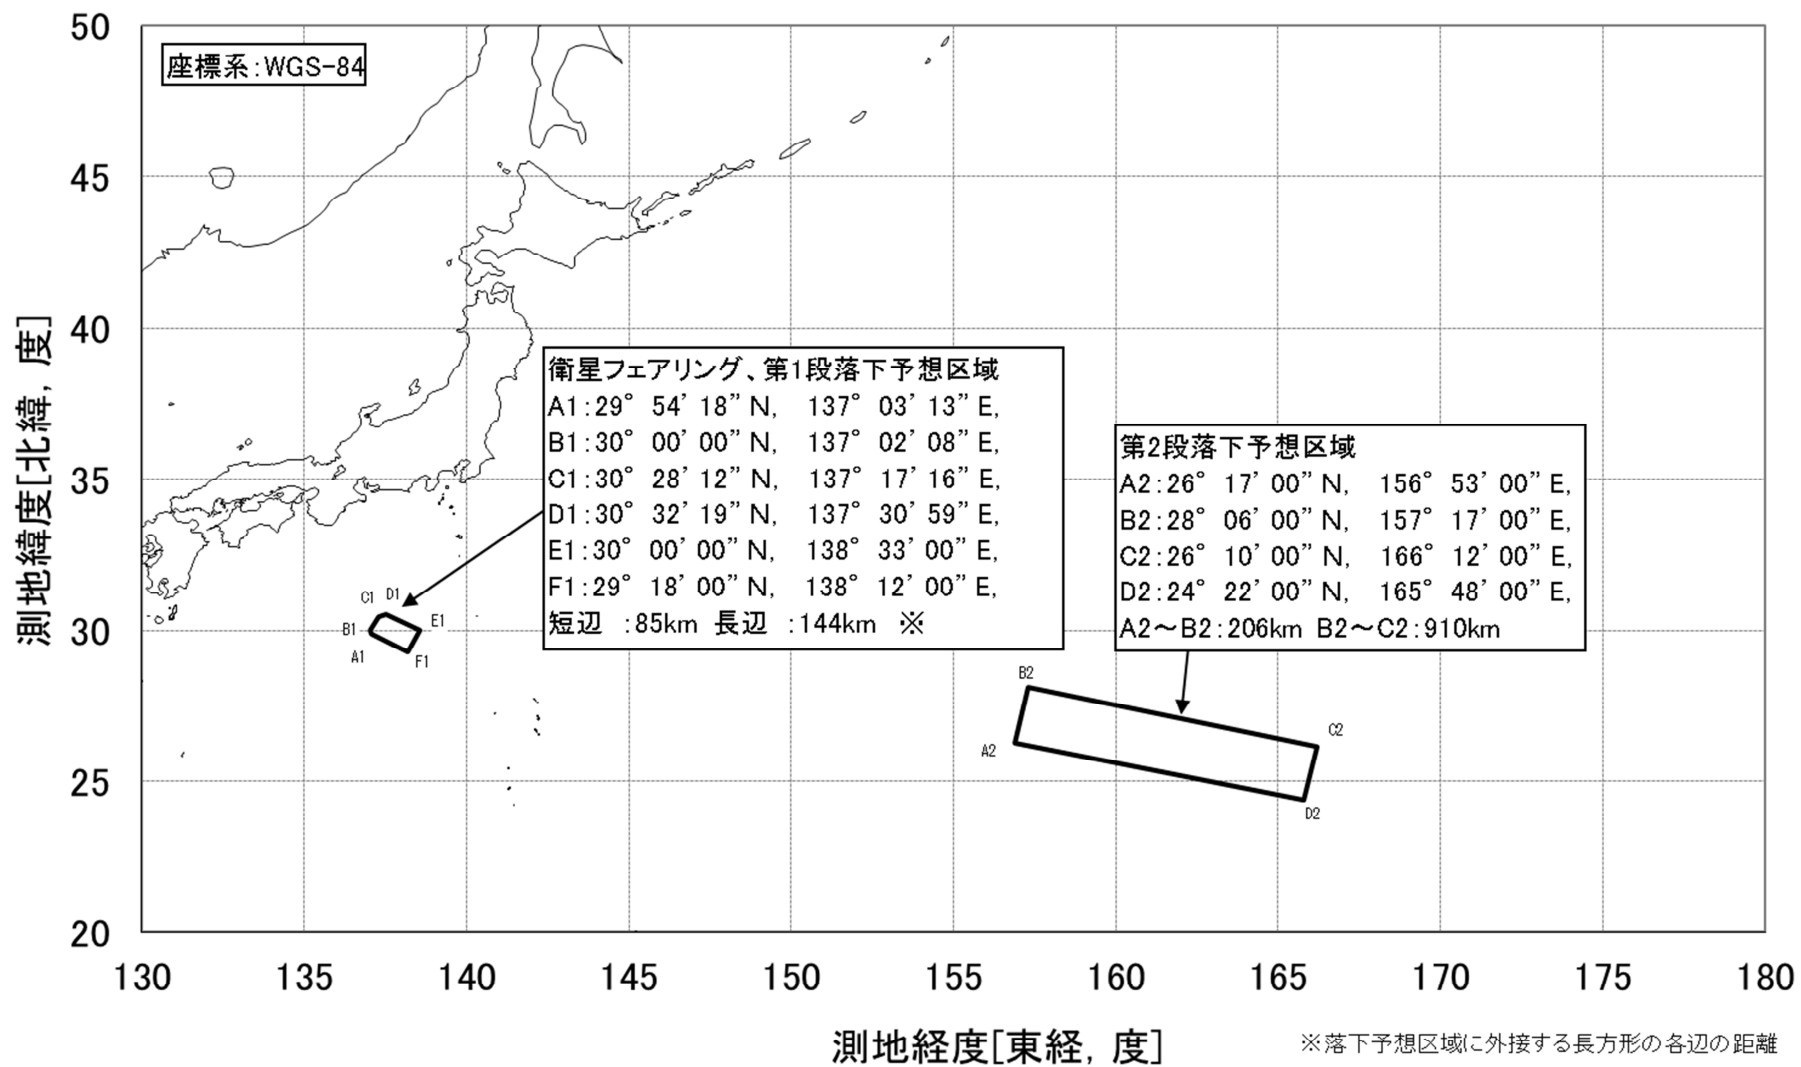 座標系:WGS-84
50
45
40
35
30
25
20
測地緯度[北緯, 度]
衛星フェアリング、第1段落下予想区域
A1:29° 54’ 18” N, 137° 03’ 13” E,
B1:30° 00’ 00” N, 137° 02’ 08” E,
C1:30° 28’ 12” N, 137° 17’ 16” E,
D1:30° 32’ 19” N, 137° 30’ 59” E,
E1:30° 00’ 00” N, 138° 33’ 00” E,
F1:29° 18’ 00” N, 138° 12’ 00” E,
短辺 :85km 長辺 :144km ※
第2段落下予想区域
A2:26° 17’ 00” N, 156° 53’ 00” E,
B2:28° 06’ 00” N, 157° 17’ 00” E,
C2:26° 10’ 00” N, 166° 12’ 00” E,
D2:24° 22’ 00” N, 165° 48’ 00” E,
A2～B2:206km B2～C2:910km
C1 D1
B1 E1
A1 F1
B2
C2
A2
D2
130 135 140 145 150 155 160 165 170 175 180
測地経度[東経, 度]
※落下予想区域に外接する長方形の各辺の距離